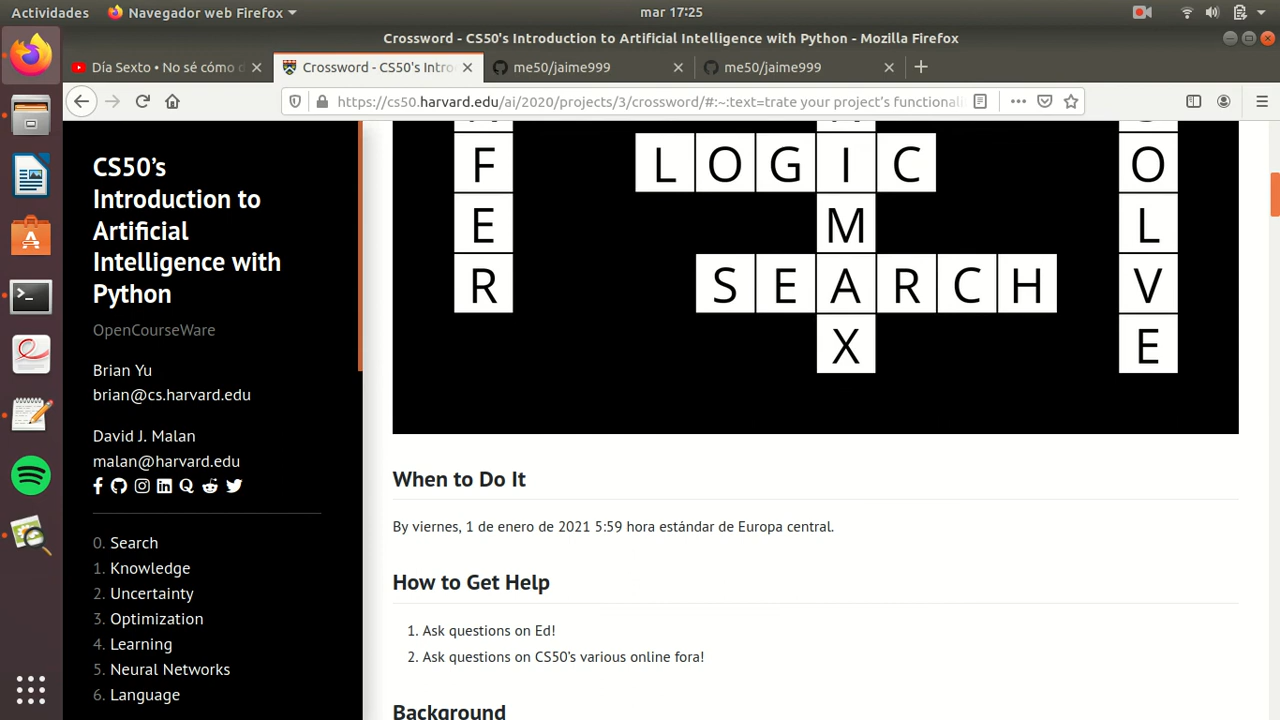 Actividades
Navegador web Firefox
mar 17:25
Crossword - CS50's Introduction to Artificial Intelligence with Python - Mozilla Firefox
Día Sexto • No sé cómo d
Crossword - CS50's Intro
me50/jaime999
me50/jaime999
https://cs50.harvard.edu/ai/2020/projects/3/crossword/#:~:text=trate your project's functionali
CS50's
Introduction to
Artificial
Intelligence with
Python
OpenCourseWare
Brian Yu
brian@cs.harvard.edu
David J. Malan
malan@harvard.edu
0. Search
1. Knowledge
2. Uncertainty
3. Optimization
4. Learning
5. Neural Networks
6. Language
F LOGIC O
E M L
R SEARCH V
X E
When to Do It
By viernes, 1 de enero de 2021 5:59 hora estándar de Europa central.
How to Get Help
1. Ask questions on Ed!
2. Ask questions on CS50's various online fora!
Background